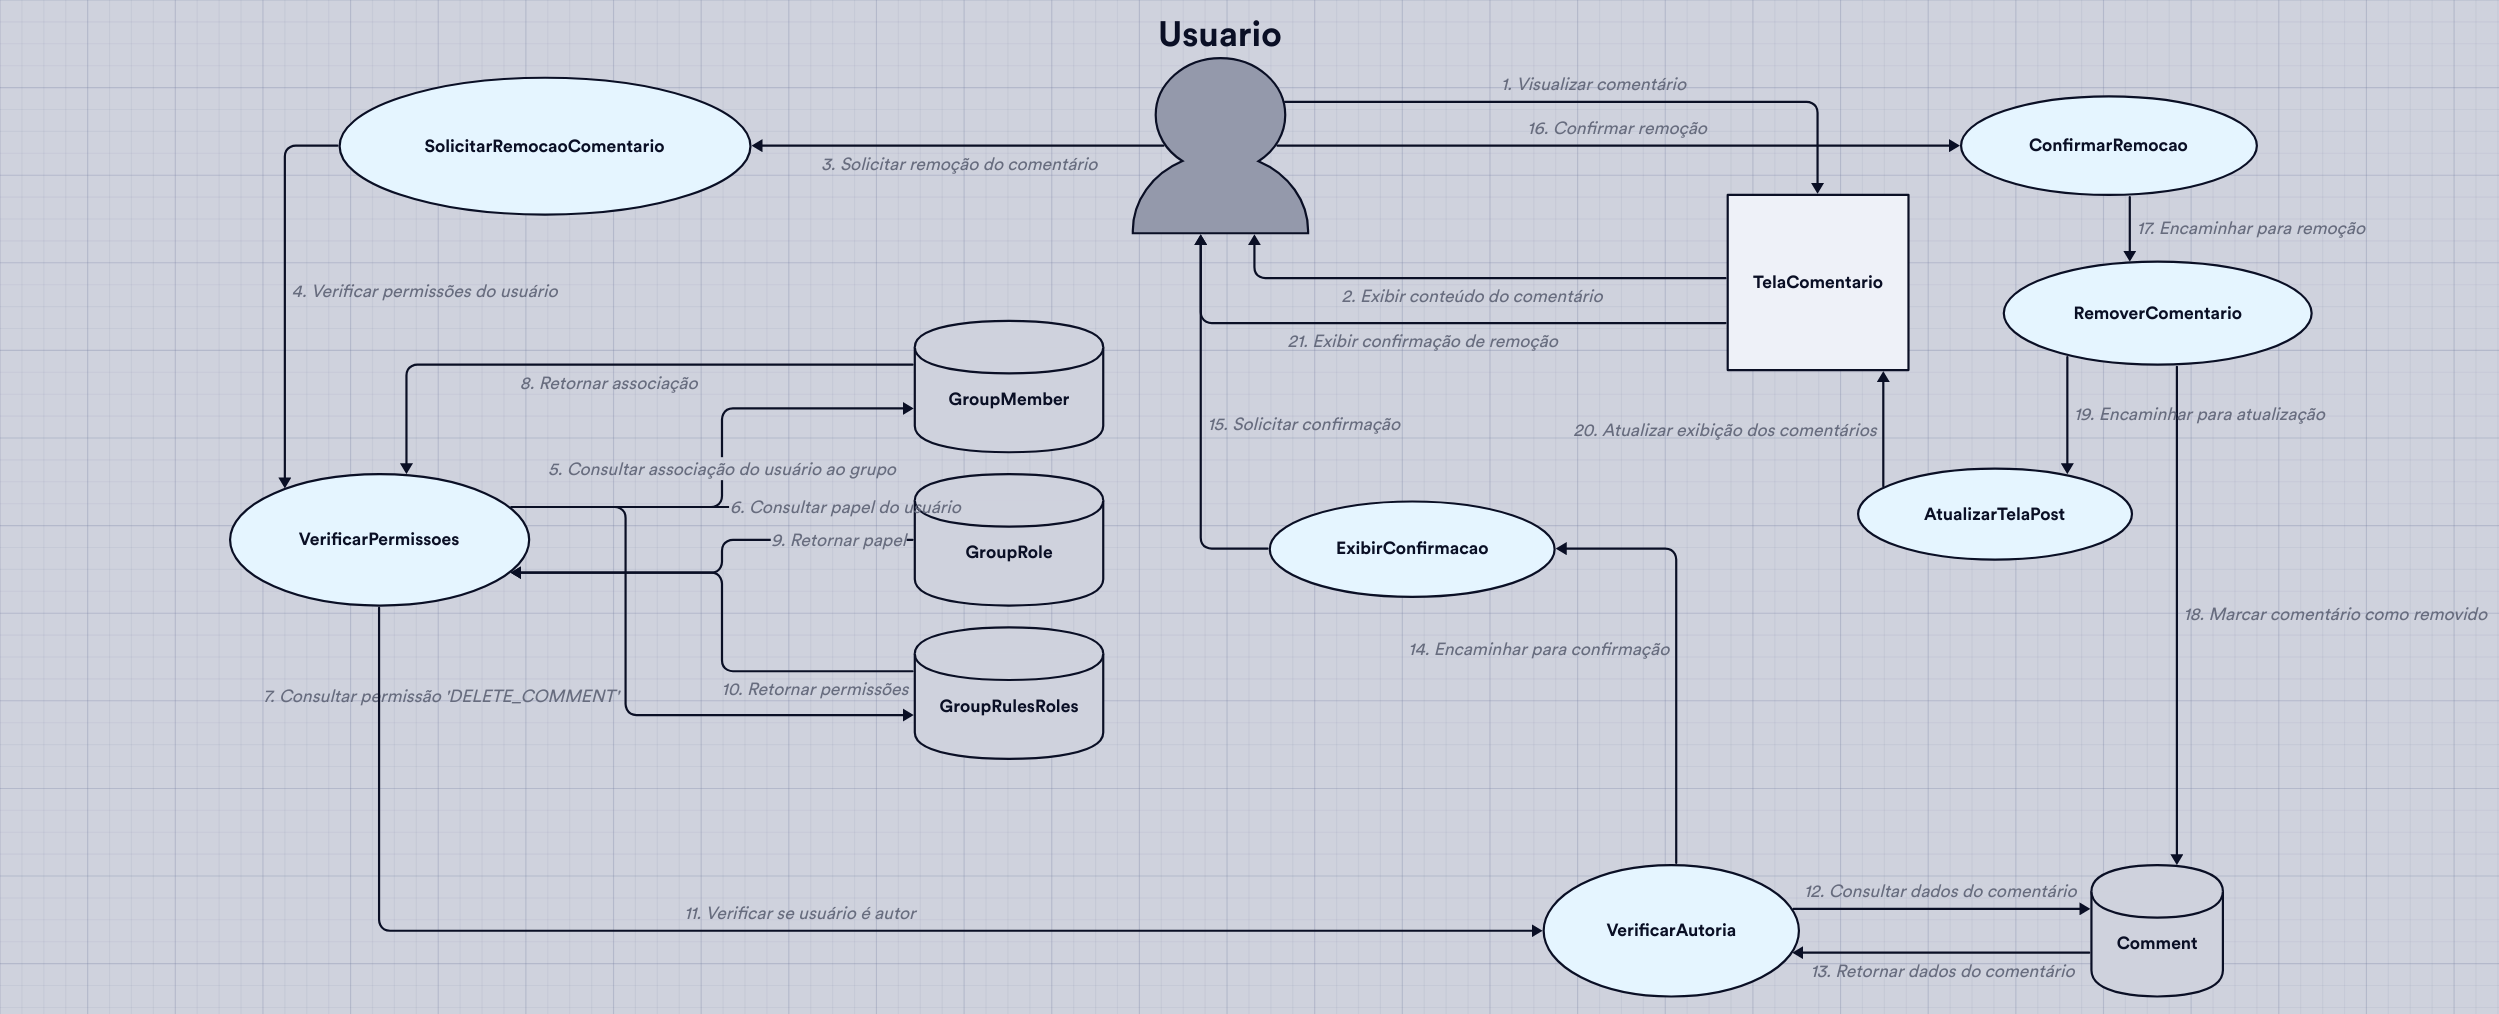 Usuario
1. Visualizar comentário
16. Confirmar remoção
SolicitarRemocaoComentario
3. Solicitar remoção do comentário
ConfirmarRemocao
17. Encaminhar para remoção
TelaComentario
4. Verificar permissões do usuário
2. Exibir conteúdo do comentário
RemoverComentario
21. Exibir confirmação de remoção
8. Retornar associação
GroupMember
15. Solicitar confirmação
20. Atualizar exibição dos comentários
19. Encaminhar para atualização
5. Consultar associação do usuário ao grupo
6. Consultar papel do usuário
AtualizarTelaPost
VerificarPermissoes
9. Retornar papel
GroupRole
ExibirConfirmacao
18. Marcar comentário como removido
14. Encaminhar para confirmação
7. Consultar permissão 'DELETE_COMMENT'
10. Retornar permissões
GroupRulesRoles
12. Consultar dados do comentário
11. Verificar se usuário é autor
VerificarAutoria
Comment
13. Retornar dados do comentário